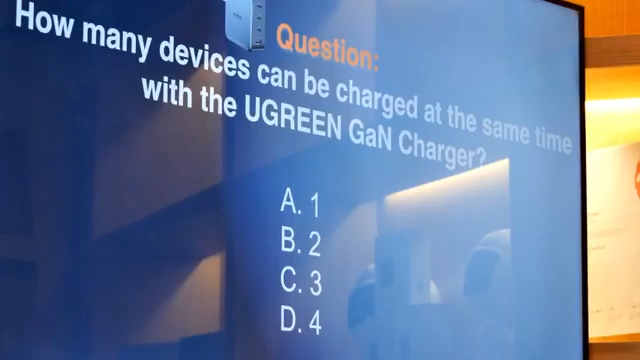 Question:
How many devices can be charged at the same time
with the UGREEN GaN Charger?
A. 1
B. 2
C. 3
D. 4